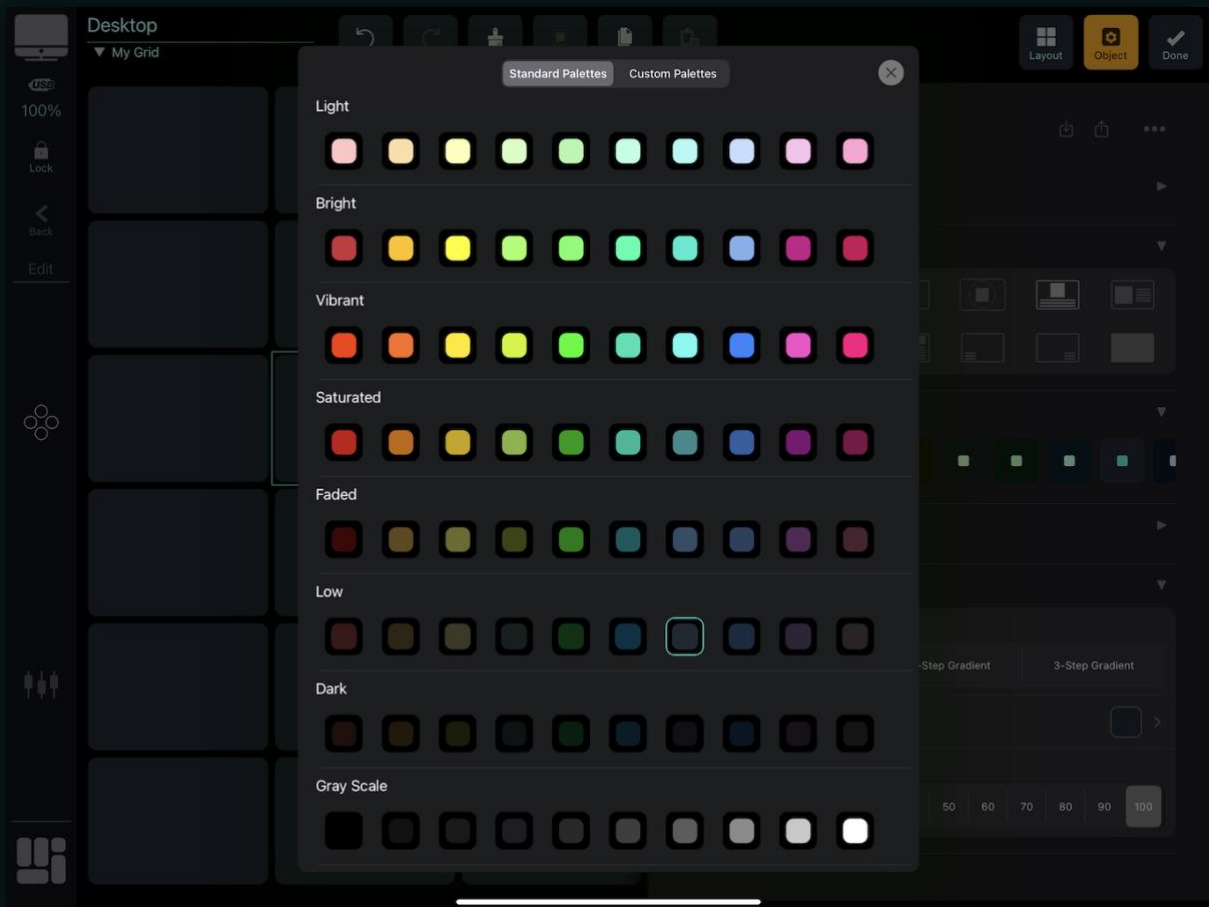 Desktop
▼ My Grid
USB
100%
Lock
Back
Edit
Layout
Object
Done
Standard Palettes
Custom Palettes
Light
Bright
Vibrant
Saturated
Faded
Low
Dark
Gray Scale
-Step Gradient
3-Step Gradient
50 60 70 80 90 100